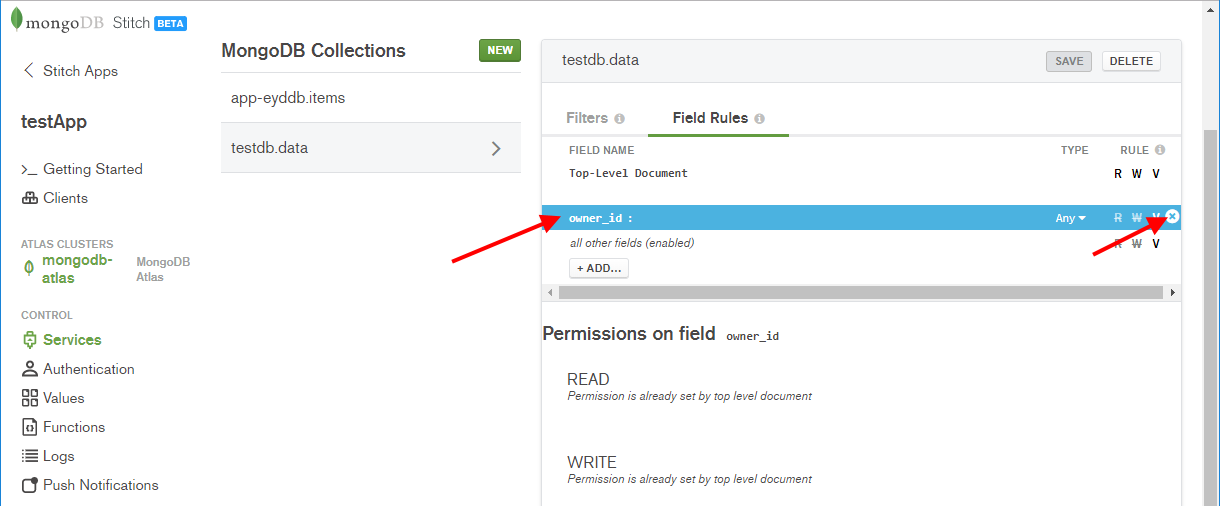 mongoDB Stitch BETA
Stitch Apps
testApp
>_ Getting Started
Clients
ATLAS CLUSTERS
mongodb-
atlas
MongoDB
Atlas
CONTROL
Services
Authentication
Values
Functions
Logs
Push Notifications
MongoDB Collections NEW
app-eyddb.items
testdb.data
testdb.data SAVE DELETE
Filters Field Rules
FIELD NAME TYPE RULE
Top-Level Document R W V
owner_id : Any R W V
all other fields (enabled) R W V
+ ADD...
Permissions on field owner_id
READ
Permission is already set by top level document
WRITE
Permission is already set by top level document